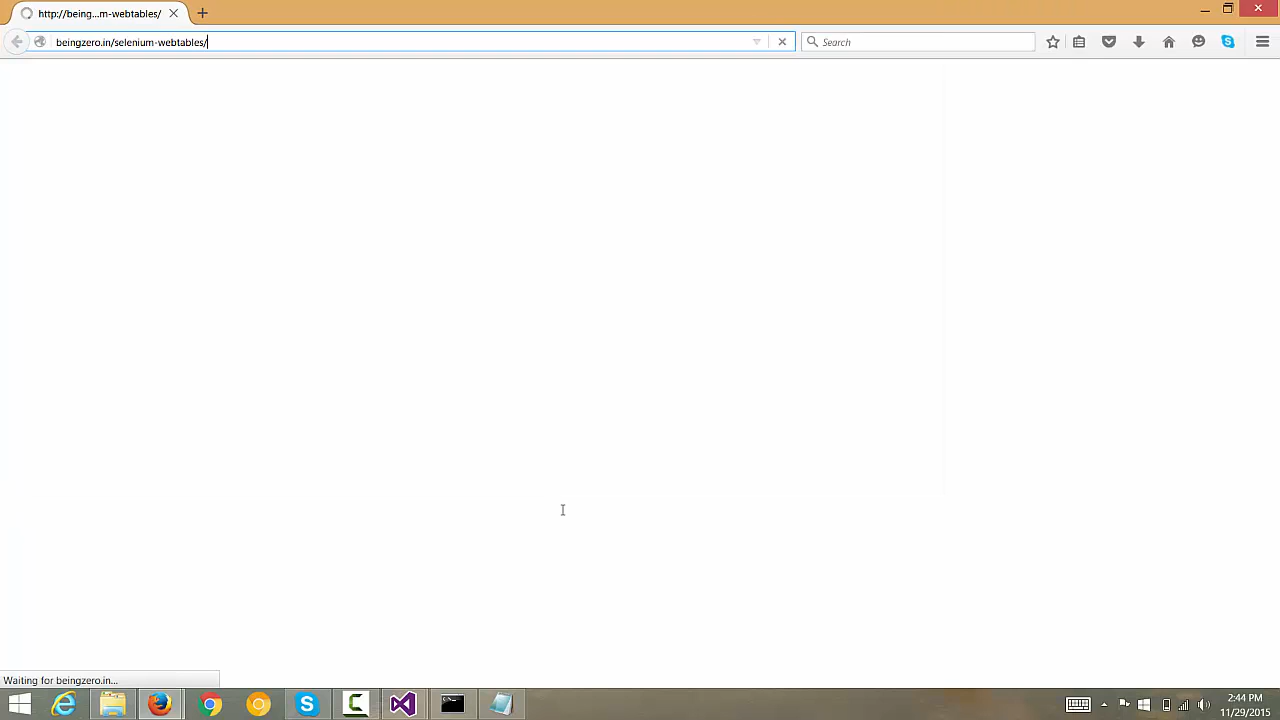 http://being...m-webtables/
beingzero.in/selenium-webtables/
Search
Waiting for beingzero.in...
2:44 PM
11/29/2015